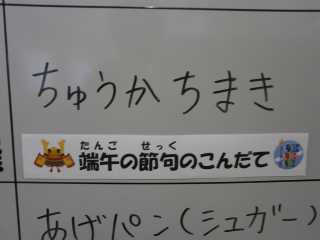 ちゅうか ちまき
たんご せっく
端午の節句のこんだて
あげパン(シュガー)